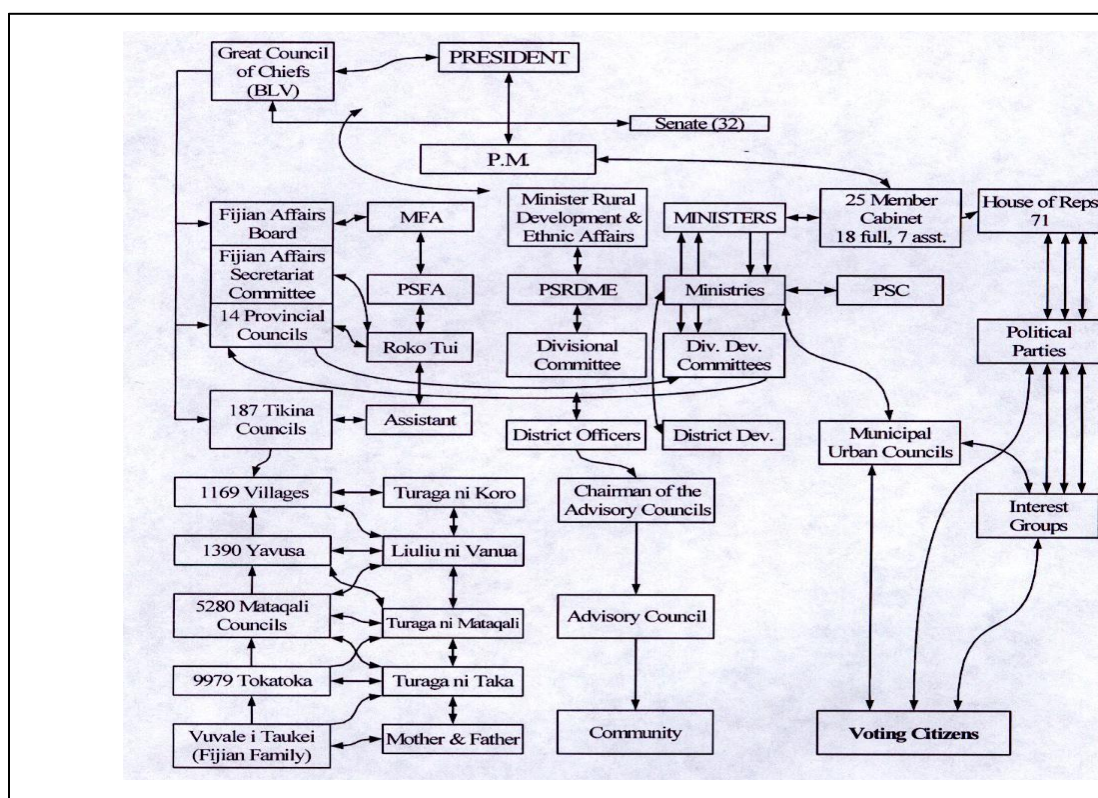 Great Council
of Chiefs
(BLV)
PRESIDENT
Senate (32)
P.M.
Fijian Affairs
Board
MFA
Minister Rural
Development &
Ethnic Affairs
MINISTERS
25 Member
Cabinet
18 full, 7 asst.
House of Reps
71
Fijian Affairs
Secretariat
Committee
PSFA
PSRDME
Ministries
PSC
14 Provincial
Councils
Roko Tui
Divisional
Committee
Div. Dev.
Committees
Political
Parties
187 Tikina
Councils
Assistant
District Officers
District Dev.
Municipal
Urban Councils
1169 Villages
Turaga ni Koro
Chairman of the
Advisory Councils
Interest
Groups
1390 Yavusa
Liuliu ni Vanua
5280 Mataqali
Councils
Turaga ni Mataqali
Advisory Council
9979 Tokatoka
Turaga ni Taka
Vuvale i Taukei
(Fijian Family)
Mother & Father
Community
Voting Citizens